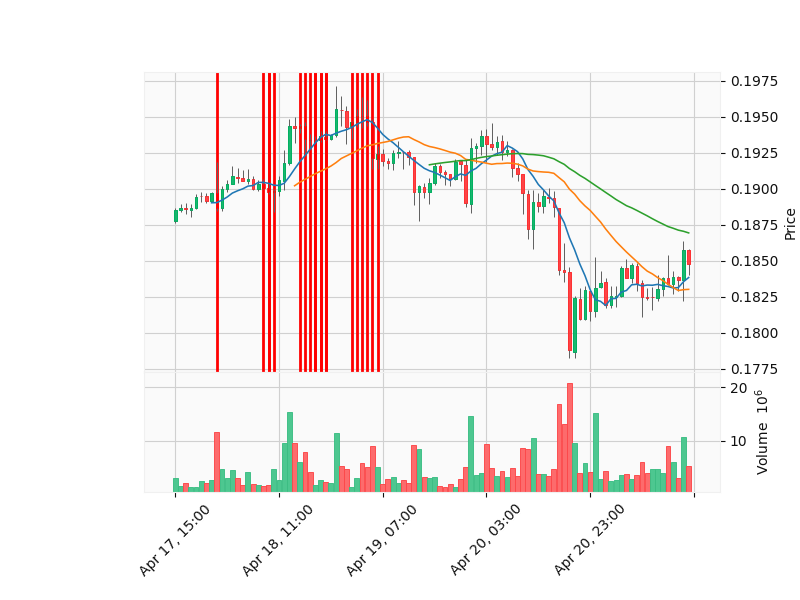 0.1975
0.1950
0.1925
0.1900
0.1875
0.1850
0.1825
0.1800
0.1775
Price
20
10
Volume 10⁶
Apr 17, 15:00
Apr 18, 11:00
Apr 19, 07:00
Apr 20, 03:00
Apr 20, 23:00